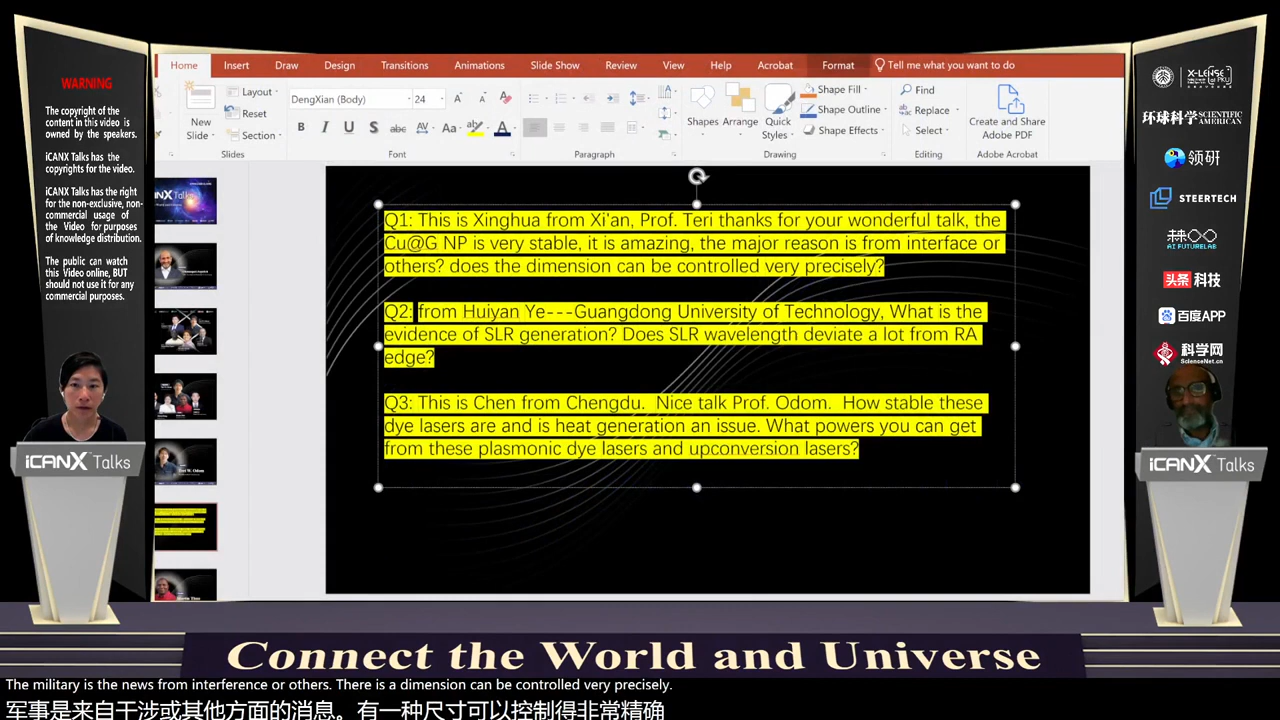 WARNING
The copyright of the
content in this video is
owned by the speakers.
iCANX Talks has the
copyrights for the video.
iCANX Talks has the right
for the non-exclusive, non-
commercial usage of
the Video for purposes
of knowledge distribution.
The public can watch
this Video online, BUT
should not use it for any
commercial purposes.
iCANX Talks
Home Insert Draw Design Transitions Animations Slide Show Review View Help Acrobat Format Tell me what you want to do
New
Slide
Layout
Reset
Section
Slides
DengXian (Body) 24
B I U S abc AV Aa A
Font
Paragraph
Shapes Arrange Quick
Styles
Shape Fill
Shape Outline
Shape Effects
Drawing
Find
Replace
Select
Editing
Create and Share
Adobe PDF
Adobe Acrobat
Q1: This is Xinghua from Xi'an, Prof. Teri thanks for your wonderful talk, the
Cu@G NP is very stable, it is amazing, the major reason is from interface or
others? does the dimension can be controlled very precisely?
Q2: from Huiyan Ye---Guangdong University of Technology, What is the
evidence of SLR generation? Does SLR wavelength deviate a lot from RA
edge?
Q3: This is Chen from Chengdu. Nice talk Prof. Odom. How stable these
dye lasers are and is heat generation an issue. What powers you can get
from these plasmonic dye lasers and upconversion lasers?
X-LENSE
环球科学 SCIENTIFIC AMERICAN
领研
STEERTECH
AI FUTURELAB
头条 科技
百度APP
科学网
ScienceNet.cn
iCANX Talks
Connect the World and Universe
The military is the news from interference or others. There is a dimension can be controlled very precisely.
军事是来自干涉或其他方面的消息。有一种尺寸可以控制得非常精确